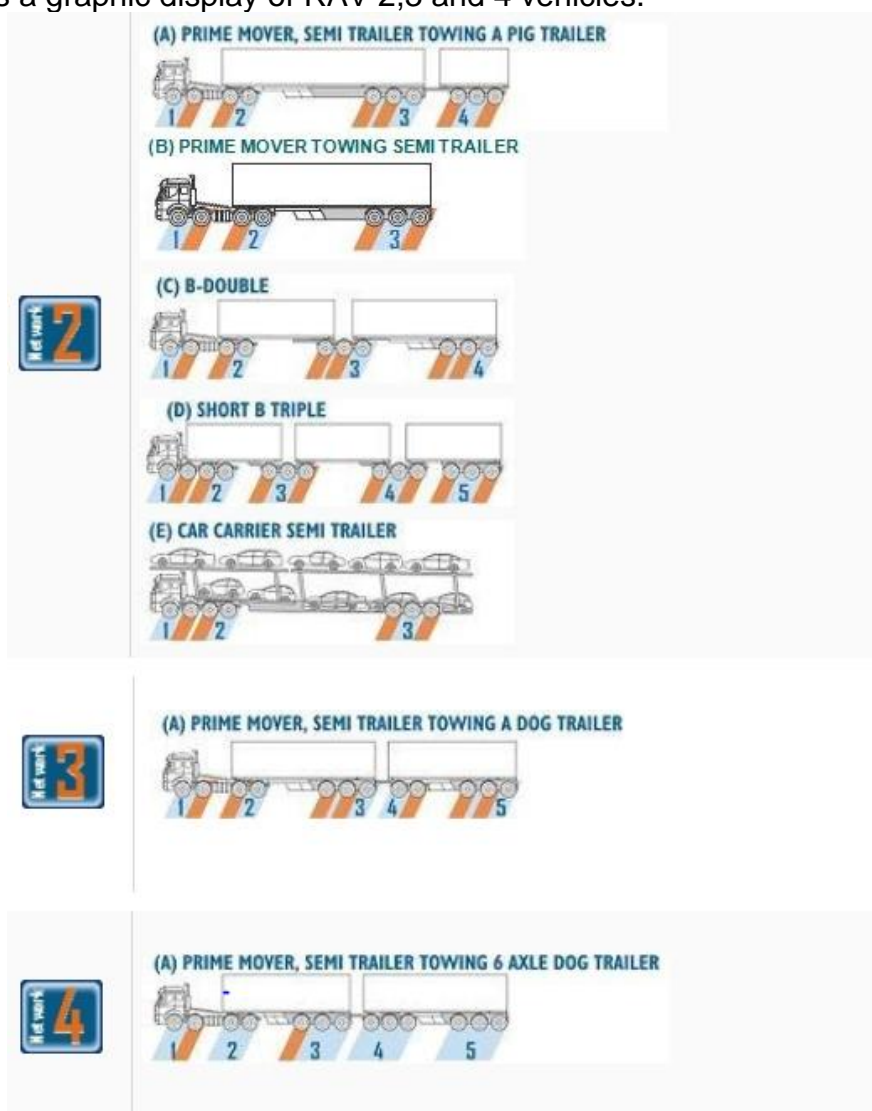 s a graphic display of RAV 2,3 and 4 vehicles.
(A) PRIME MOVER, SEMI TRAILER TOWING A PIG TRAILER
1 2 3 4
(B) PRIME MOVER TOWING SEMI TRAILER
1 2 3
(C) B-DOUBLE
Network 2
1 2 3 4
(D) SHORT B TRIPLE
1 2 3 4 5
(E) CAR CARRIER SEMI TRAILER
1 2 3
(A) PRIME MOVER, SEMI TRAILER TOWING A DOG TRAILER
Network 3
1 2 3 4 5
(A) PRIME MOVER, SEMI TRAILER TOWING 6 AXLE DOG TRAILER
Network 4
1 2 3 4 5